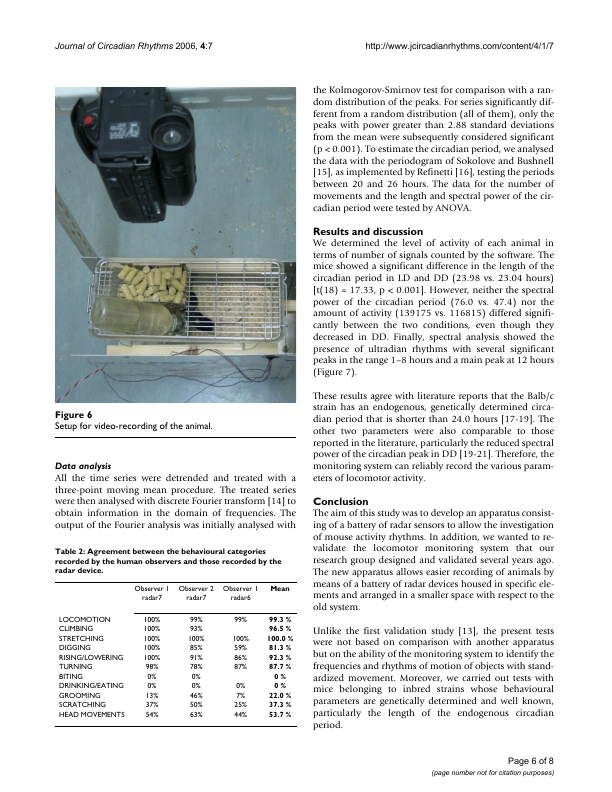 Journal of Circadian Rhythms 2006, 4:7
http://www.jcircadianrhythms.com/content/4/1/7
Figure 6
Setup for video-recording of the animal.
Data analysis
All the time series were detrended and treated with a
three-point moving mean procedure. The treated series
were then analysed with discrete Fourier transform [14] to
obtain information in the domain of frequencies. The
output of the Fourier analysis was initially analysed with
Table 2: Agreement between the behavioural categories
recorded by the human observers and those recorded by the
radar device.
Observer 1 Observer 2 Observer 1 Mean
radar7 radar7 radar6
LOCOMOTION 100% 99% 99% 99.3 %
CLIMBING 100% 93% 96.5 %
STRETCHING 100% 100% 100% 100.0 %
DIGGING 100% 85% 59% 81.3 %
RISING/LOWERING 100% 91% 86% 92.3 %
TURNING 98% 78% 87% 87.7 %
BITING 0% 0% 0 %
DRINKING/EATING 0% 0% 0% 0 %
GROOMING 13% 46% 7% 22.0 %
SCRATCHING 37% 50% 25% 37.3 %
HEAD MOVEMENTS 54% 63% 44% 53.7 %
the Kolmogorov-Smirnov test for comparison with a ran-
dom distribution of the peaks. For series significantly dif-
ferent from a random distribution (all of them), only the
peaks with power greater than 2.88 standard deviations
from the mean were subsequently considered significant
(p < 0.001). To estimate the circadian period, we analysed
the data with the periodogram of Sokolove and Bushnell
[15], as implemented by Refinetti [16], testing the periods
between 20 and 26 hours. The data for the number of
movements and the length and spectral power of the cir-
cadian period were tested by ANOVA.
Results and discussion
We determined the level of activity of each animal in
terms of number of signals counted by the software. The
mice showed a significant difference in the length of the
circadian period in LD and DD (23.98 vs. 23.04 hours)
[t(18) = 17.33, p < 0.001]. However, neither the spectral
power of the circadian period (76.0 vs. 47.4) nor the
amount of activity (139175 vs. 116815) differed signifi-
cantly between the two conditions, even though they
decreased in DD. Finally, spectral analysis showed the
presence of ultradian rhythms with several significant
peaks in the range 1–8 hours and a main peak at 12 hours
(Figure 7).
These results agree with literature reports that the Balb/c
strain has an endogenous, genetically determined circa-
dian period that is shorter than 24.0 hours [17-19]. The
other two parameters were also comparable to those
reported in the literature, particularly the reduced spectral
power of the circadian peak in DD [19-21]. Therefore, the
monitoring system can reliably record the various param-
eters of locomotor activity.
Conclusion
The aim of this study was to develop an apparatus consist-
ing of a battery of radar sensors to allow the investigation
of mouse activity rhythms. In addition, we wanted to re-
validate the locomotor monitoring system that our
research group designed and validated several years ago.
The new apparatus allows easier recording of animals by
means of a battery of radar devices housed in specific ele-
ments and arranged in a smaller space with respect to the
old system.
Unlike the first validation study [13], the present tests
were not based on comparison with another apparatus
but on the ability of the monitoring system to identify the
frequencies and rhythms of motion of objects with stand-
ardized movement. Moreover, we carried out tests with
mice belonging to inbred strains whose behavioural
parameters are genetically determined and well known,
particularly the length of the endogenous circadian
period.
Page 6 of 8
(page number not for citation purposes)